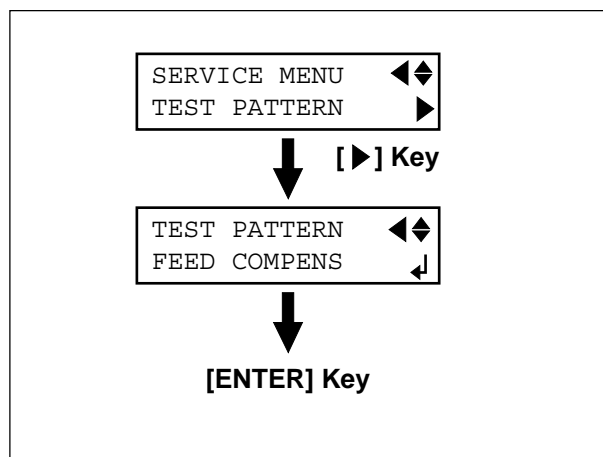 SERVICE MENU ◀◆
TEST PATTERN ▶
[▶] Key
TEST PATTERN ◀◆
FEED COMPENS ↵
[ENTER] Key